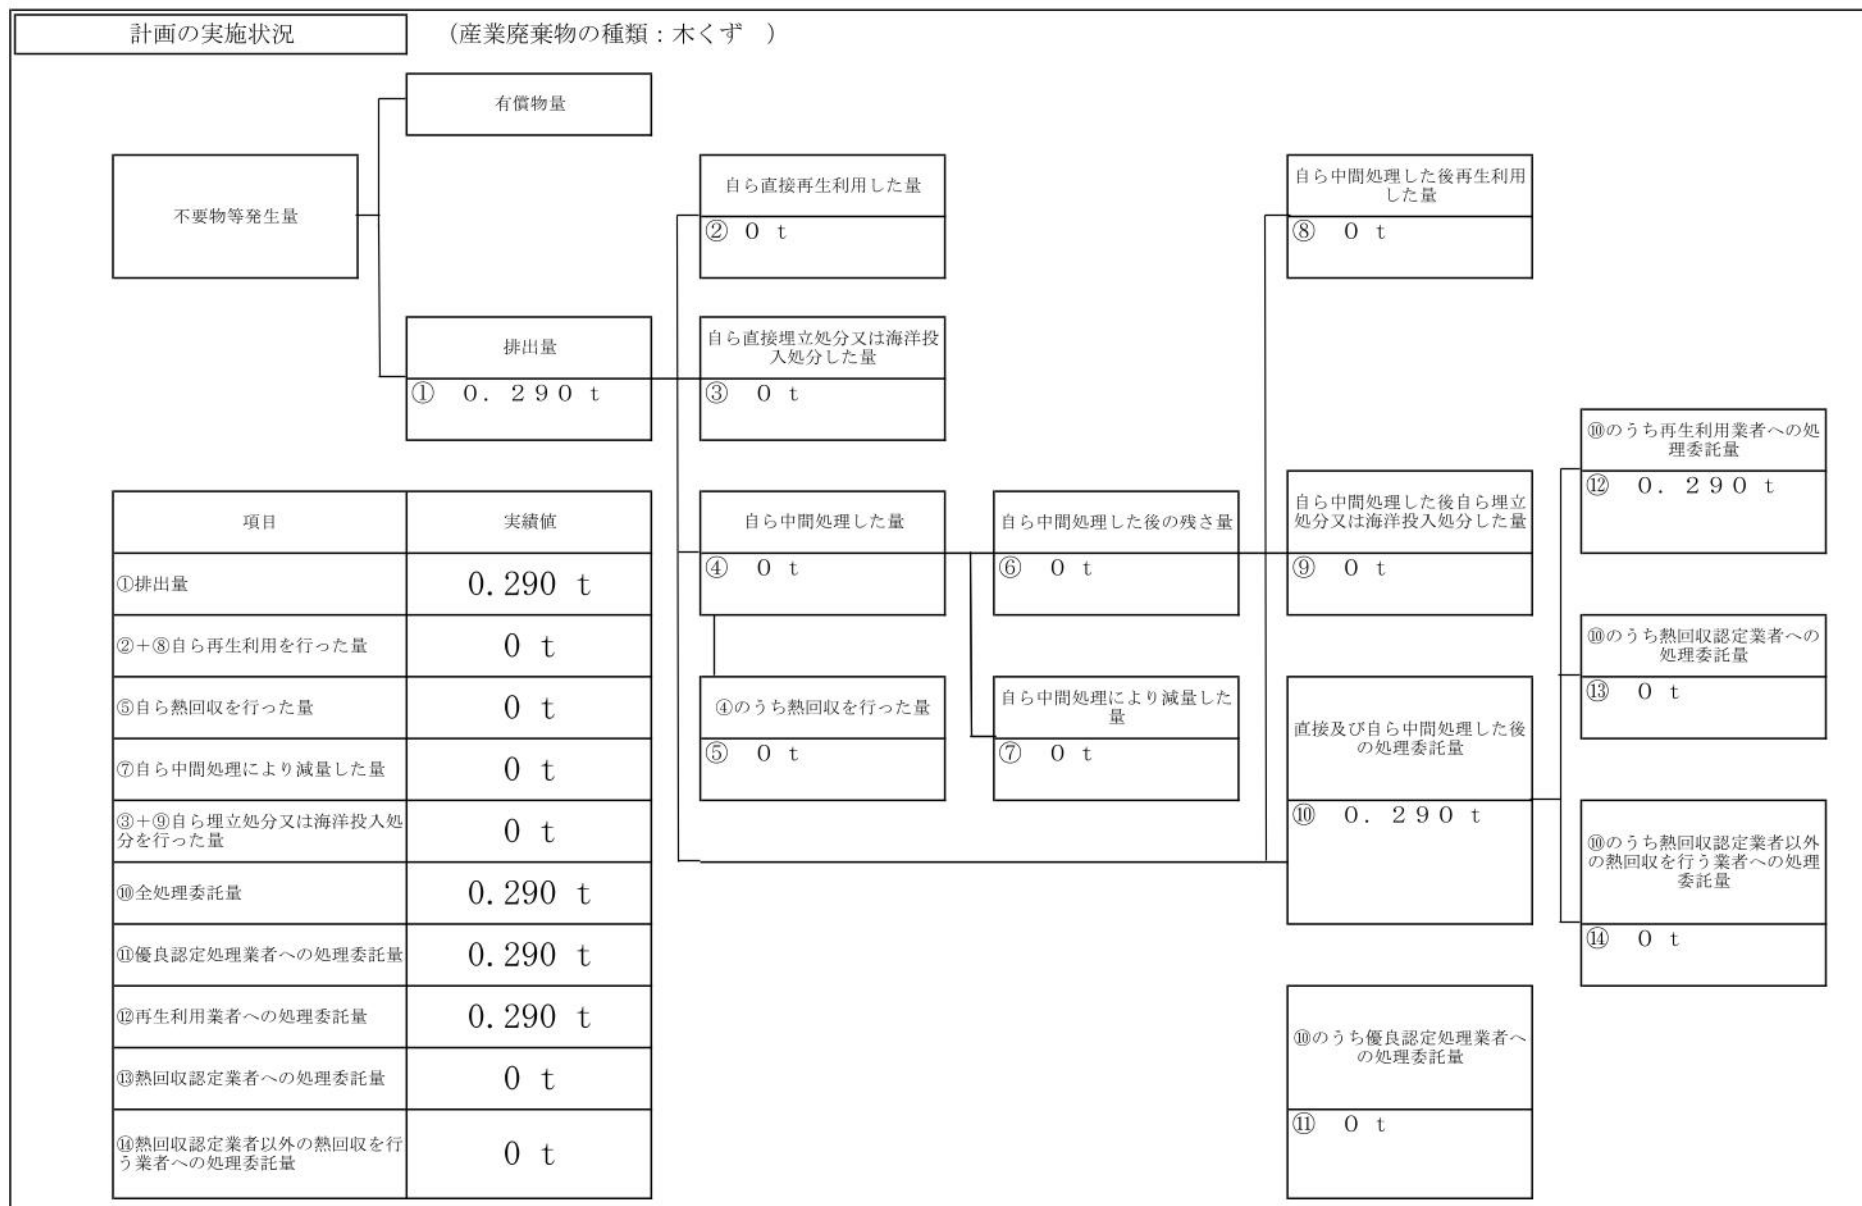 計画の実施状況
（産業廃棄物の種類：木くず　）
有償物量
不要物等発生量
自ら直接再生利用した量
② ０ ｔ
自ら中間処理した後再生利用
した量
⑧ ０ ｔ
排出量
① ０．２９０ ｔ
自ら直接埋立処分又は海洋投
入処分した量
③ ０ ｔ
⑩のうち再生利用業者への処
理委託量
⑫ ０．２９０ ｔ
自ら中間処理した量
④ ０ ｔ
自ら中間処理した後の残さ量
⑥ ０ ｔ
自ら中間処理した後自ら埋立
処分又は海洋投入処分した量
⑨ ０ ｔ
⑩のうち熱回収認定業者への
処理委託量
⑬ ０ ｔ
④のうち熱回収を行った量
⑤ ０ ｔ
自ら中間処理により減量した
量
⑦ ０ ｔ
直接及び自ら中間処理した後
の処理委託量
⑩ ０．２９０ ｔ
⑩のうち熱回収認定業者以外
の熱回収を行う業者への処理
委託量
⑭ ０ ｔ
⑩のうち優良認定処理業者へ
の処理委託量
⑪ ０ ｔ
項目 実績値
①排出量 0.290 t
②＋⑧自ら再生利用を行った量 0 t
⑤自ら熱回収を行った量 0 t
⑦自ら中間処理により減量した量 0 t
③＋⑨自ら埋立処分又は海洋投入処
分を行った量 0 t
⑩全処理委託量 0.290 t
⑪優良認定処理業者への処理委託量 0.290 t
⑫再生利用業者への処理委託量 0.290 t
⑬熱回収認定業者への処理委託量 0 t
⑭熱回収認定業者以外の熱回収を行
う業者への処理委託量 0 t